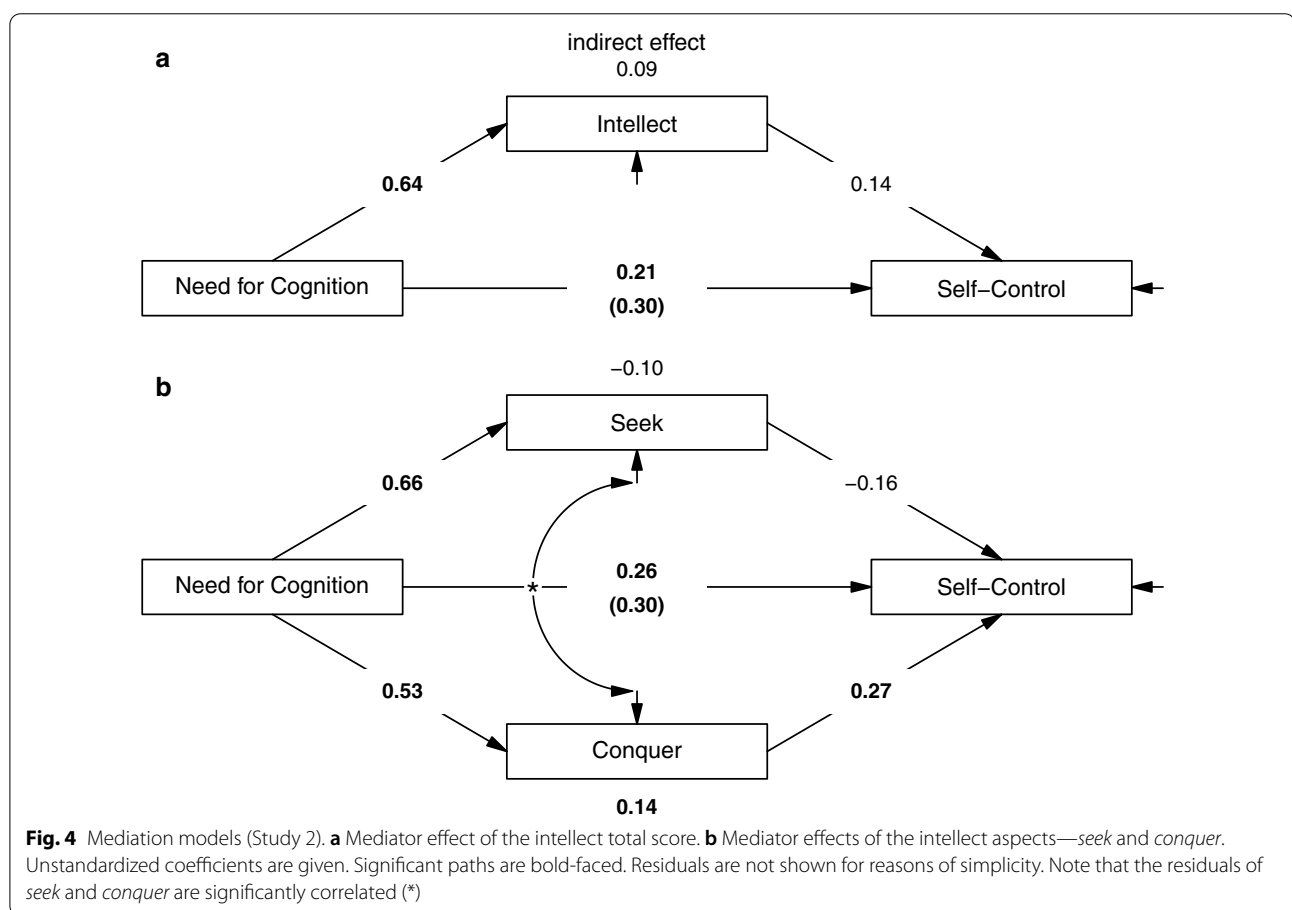 a
indirect effect
0.09
Intellect
0.64
0.14
Need for Cognition
0.21
(0.30)
Self−Control
b
−0.10
Seek
0.66
−0.16
Need for Cognition
*
0.26
(0.30)
Self−Control
0.53
0.27
Conquer
0.14
Fig. 4 Mediation models (Study 2). a Mediator effect of the intellect total score. b Mediator effects of the intellect aspects—seek and conquer.
Unstandardized coefficients are given. Significant paths are bold-faced. Residuals are not shown for reasons of simplicity. Note that the residuals of
seek and conquer are significantly correlated (*)